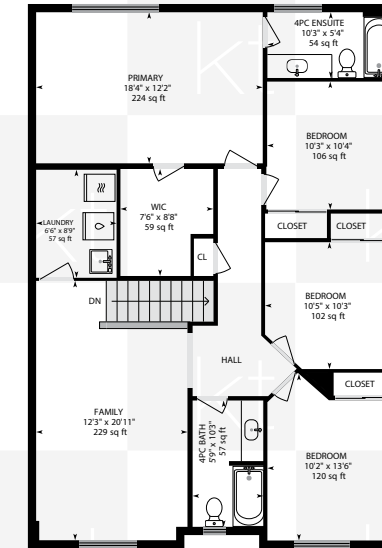 4PC ENSUITE
10'3" x 5'4"
54 sq ft
PRIMARY
18'4" x 12'2"
224 sq ft
BEDROOM
10'3" x 10'4"
106 sq ft
WIC
7'6" x 8'8"
59 sq ft
LAUNDRY
6'6" x 8'9"
57 sq ft
CLOSET
CLOSET
CL
DN
BEDROOM
10'5" x 10'3"
102 sq ft
HALL
CLOSET
FAMILY
12'3" x 20'11"
229 sq ft
4PC BATH
5'9" x 10'3"
57 sq ft
BEDROOM
10'2" x 13'6"
120 sq ft